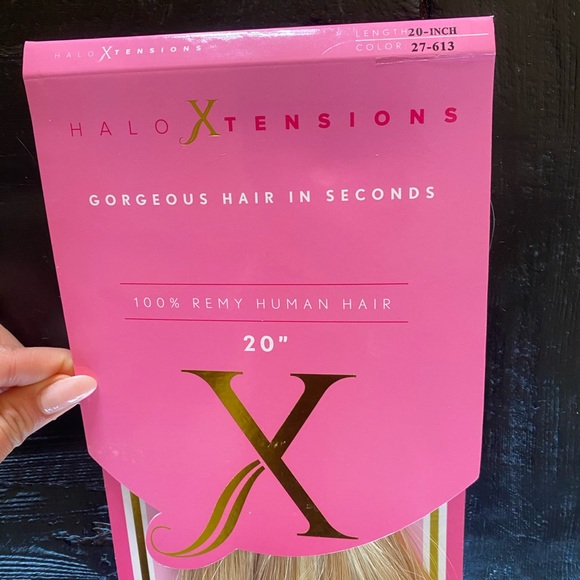 HALO XTENSIONS
LENGTH 20-INCH
COLOR 27-613
HALO XTENSIONS
GORGEOUS HAIR IN SECONDS
100% REMY HUMAN HAIR
20"
X